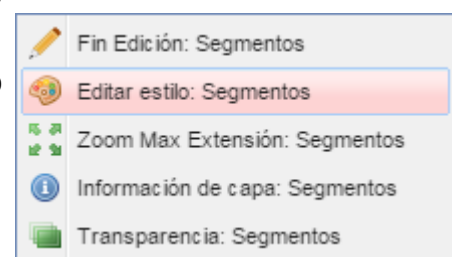 Fin Edición: Segmentos
Editar estilo: Segmentos
Zoom Max Extensión: Segmentos
Información de capa: Segmentos
Transparencia: Segmentos